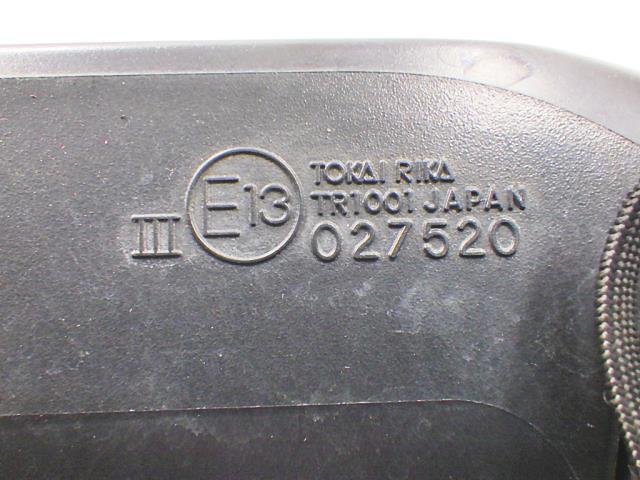 TOKAI RIKA
TR1001 JAPAN
III E13 027520